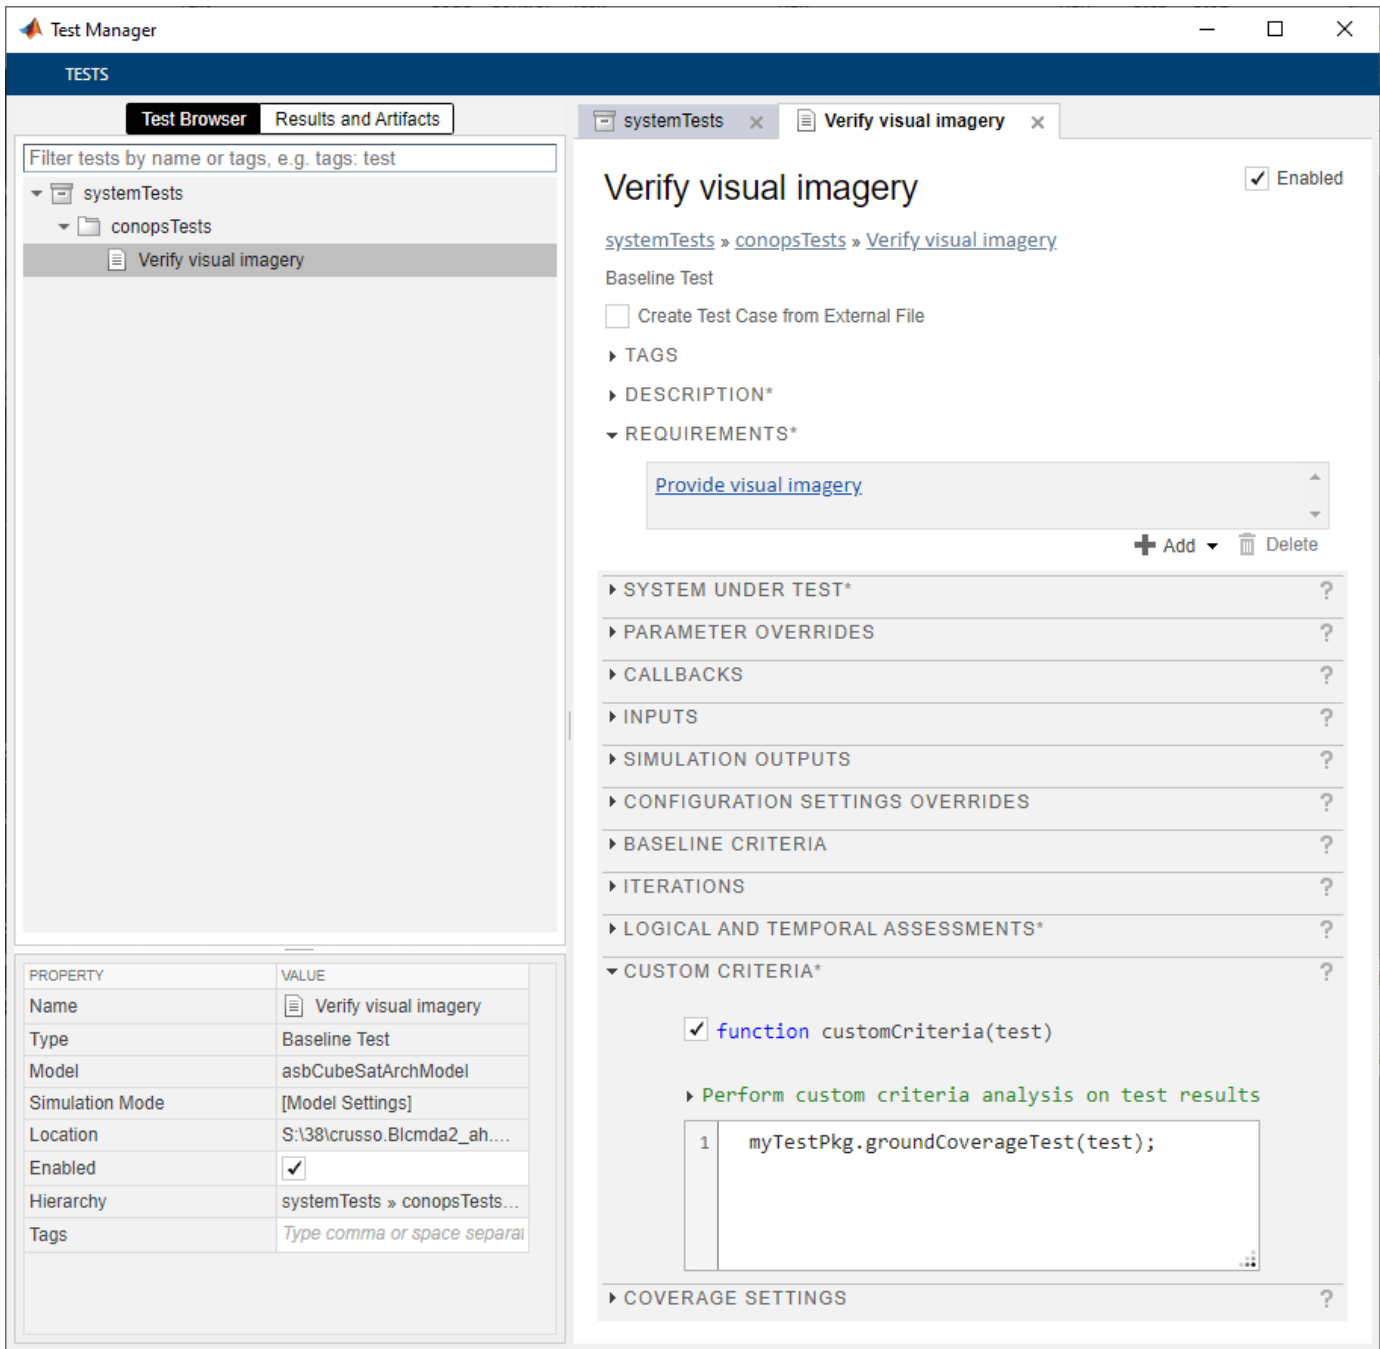 Test Manager
TESTS
Test Browser
Results and Artifacts
Filter tests by name or tags, e.g. tags: test
systemTests
conopsTests
Verify visual imagery
PROPERTY VALUE
Name Verify visual imagery
Type Baseline Test
Model asbCubeSatArchModel
Simulation Mode [Model Settings]
Location S:\38\crusso.Blcmda2_ah....
Enabled
Hierarchy systemTests » conopsTests...
Tags Type comma or space separat
systemTests
Verify visual imagery
Verify visual imagery
Enabled
systemTests » conopsTests » Verify visual imagery
Baseline Test
Create Test Case from External File
TAGS
DESCRIPTION*
REQUIREMENTS*
Provide visual imagery
Add Delete
SYSTEM UNDER TEST* ?
PARAMETER OVERRIDES ?
CALLBACKS ?
INPUTS ?
SIMULATION OUTPUTS ?
CONFIGURATION SETTINGS OVERRIDES ?
BASELINE CRITERIA ?
ITERATIONS ?
LOGICAL AND TEMPORAL ASSESSMENTS* ?
CUSTOM CRITERIA* ?
function customCriteria(test)
Perform custom criteria analysis on test results
1 myTestPkg.groundCoverageTest(test);
COVERAGE SETTINGS ?